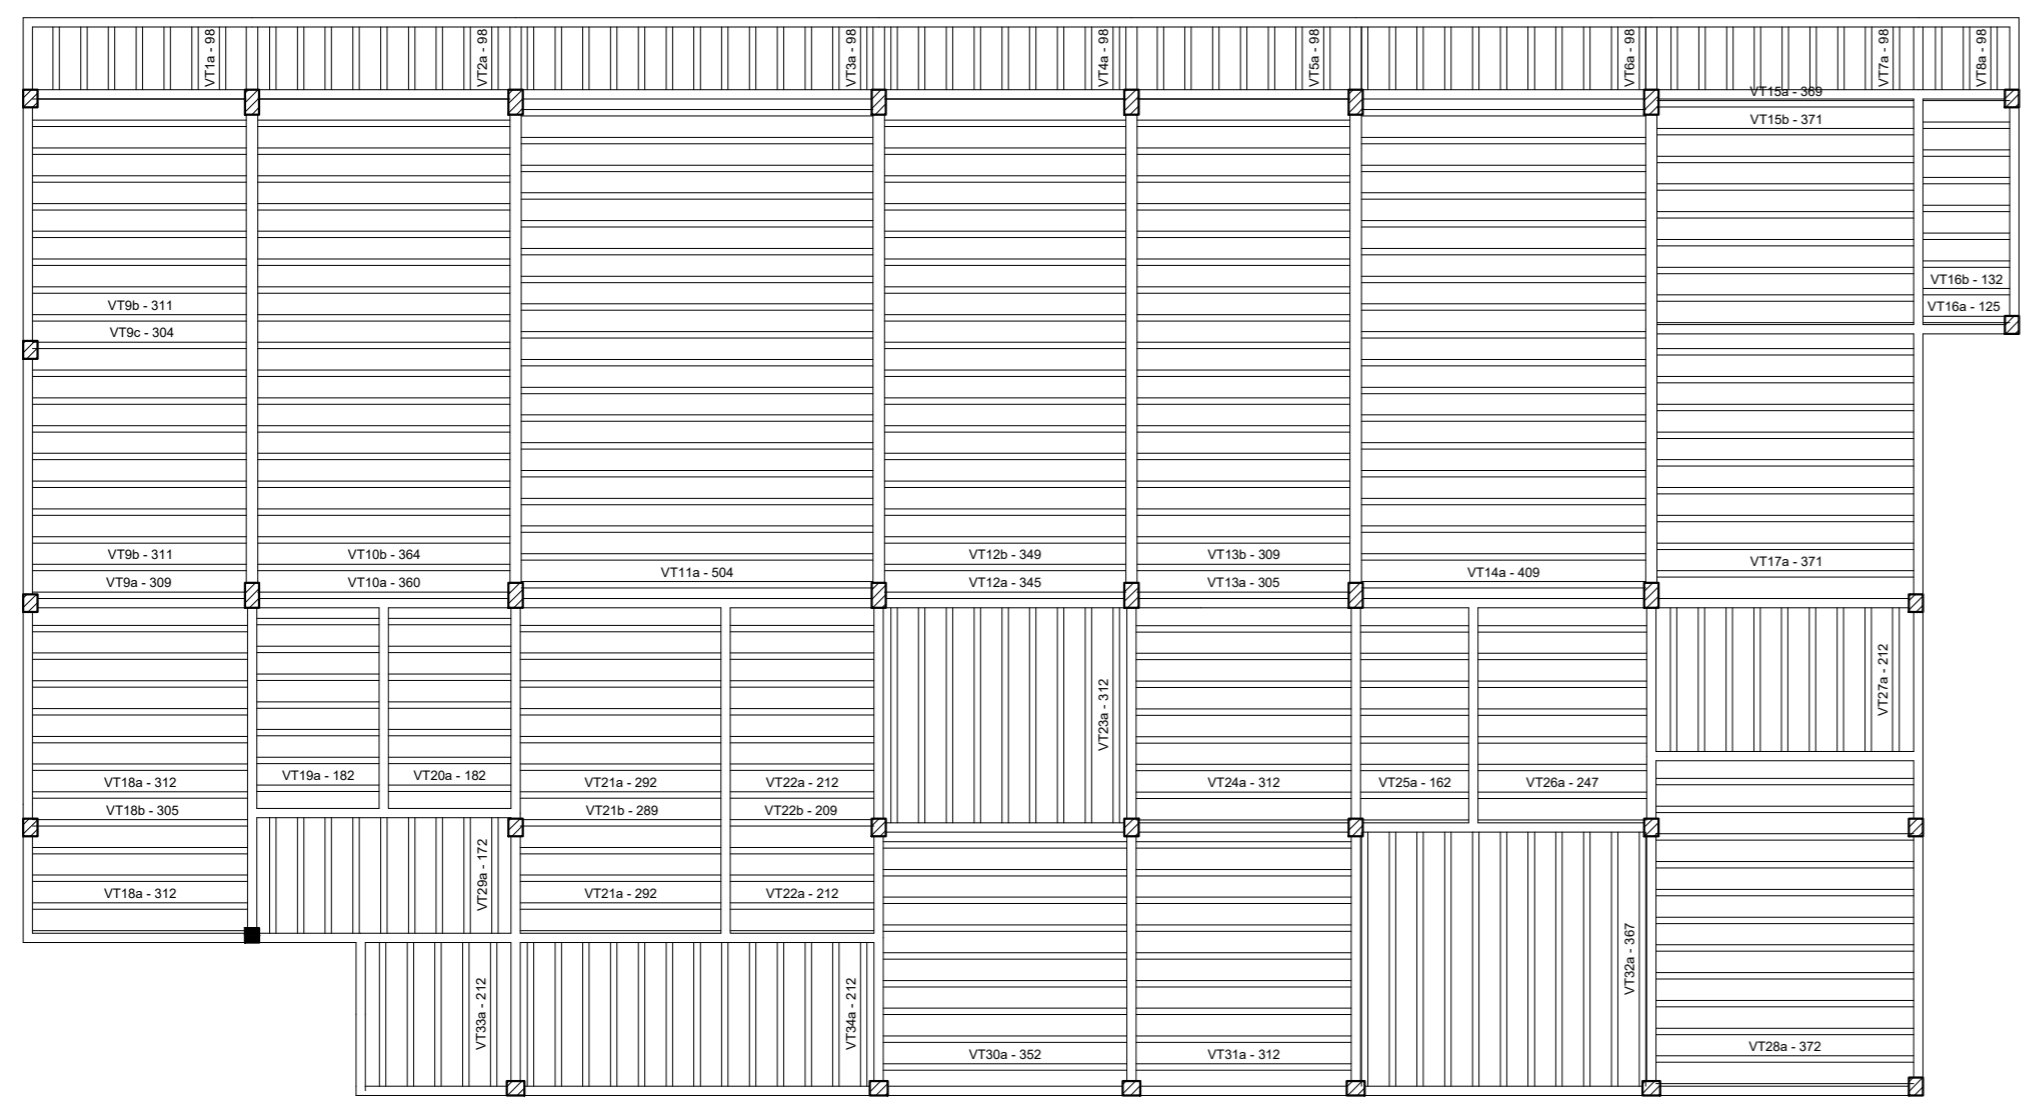 VT1a - 98
VT2a - 98
VT3a - 98
VT4a - 98
VT5a - 98
VT6a - 98
VT7a - 98
VT8a - 98
VT15a - 369
VT15b - 371
VT16b - 132
VT16a - 125
VT9b - 311
VT9c - 304
VT9b - 311
VT10b - 364
VT12b - 349
VT13b - 309
VT17a - 371
VT9a - 309
VT10a - 360
VT11a - 504
VT12a - 345
VT13a - 305
VT14a - 409
VT23a - 312
VT27a - 212
VT18a - 312
VT19a - 182
VT20a - 182
VT21a - 292
VT22a - 212
VT24a - 312
VT25a - 162
VT26a - 247
VT18b - 305
VT21b - 289
VT22b - 209
VT29a - 172
VT18a - 312
VT21a - 292
VT22a - 212
VT32a - 367
VT33a - 212
VT34a - 212
VT30a - 352
VT31a - 312
VT28a - 372